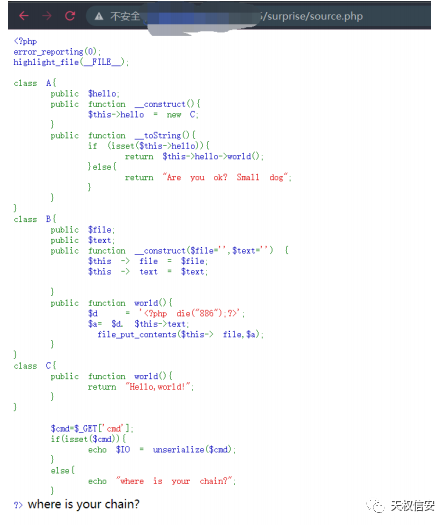 不安全 5/surprise/source.php
<?php
error_reporting(0);
highlight_file(__FILE__);
class A{
public $hello;
public function __construct(){
$this->hello = new C;
}
public function __toString(){
if (isset($this->hello)){
return $this->hello->world();
}else{
return "Are you ok? Small dog";
}
}
}
class B{
public $file;
public $text;
public function __construct($file='',$text='') {
$this -> file = $file;
$this -> text = $text;
}
public function world(){
$d = '<?php die("886");?>';
$a= $d. $this->text;
file_put_contents($this-> file,$a);
}
}
class C{
public function world(){
return "Hello,world!";
}
}
$cmd=$_GET['cmd'];
if(isset($cmd)){
echo $IO = unserialize($cmd);
}
else{
echo "where is your chain?";
}
?> where is your chain?
天权信安